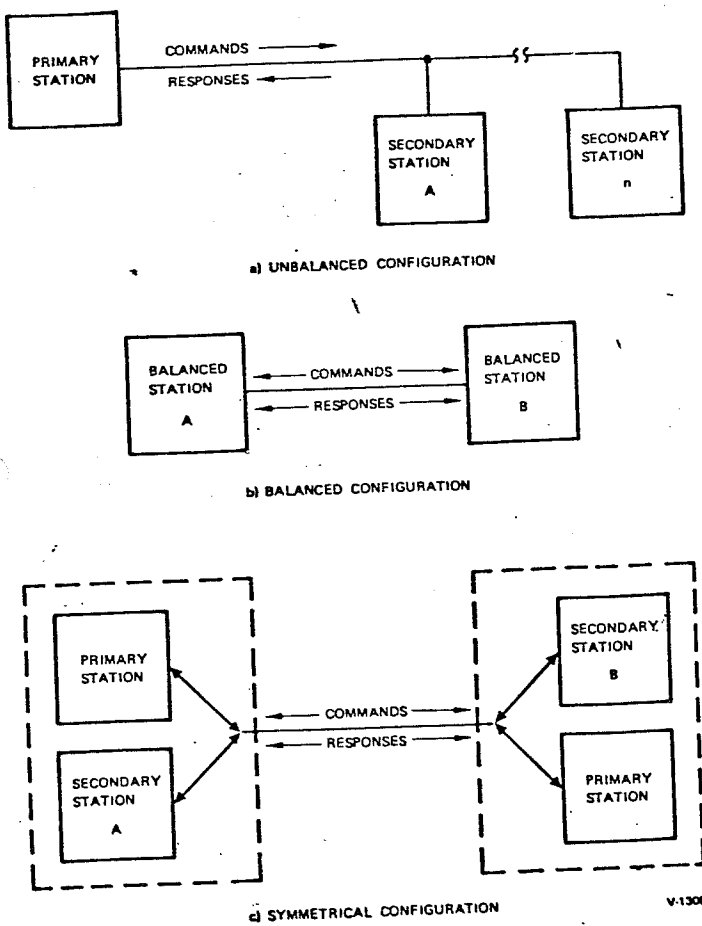 PRIMARY
STATION
COMMANDS
RESPONSES
SECONDARY
STATION
A
SECONDARY
STATION
n
a) UNBALANCED CONFIGURATION
BALANCED
STATION
A
COMMANDS
RESPONSES
BALANCED
STATION
B
b) BALANCED CONFIGURATION
PRIMARY
STATION
SECONDARY
STATION
A
COMMANDS
RESPONSES
SECONDARY
STATION
B
PRIMARY
STATION
c) SYMMETRICAL CONFIGURATION